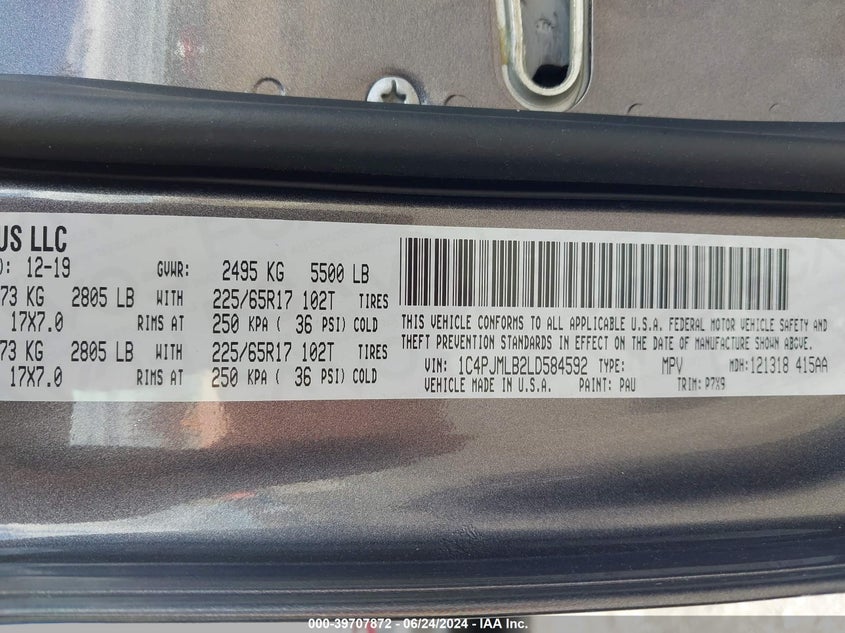 US LLC
): 12-19 GVWR: 2495 KG 5500 LB
73 KG 2805 LB WITH 225/65R17 102T TIRES
17X7.0 RIMS AT 250 KPA ( 36 PSI) COLD
73 KG 2805 LB WITH 225/65R17 102T TIRES
17X7.0 RIMS AT 250 KPA ( 36 PSI) COLD
THIS VEHICLE CONFORMS TO ALL APPLICABLE U.S.A. FEDERAL MOTOR VEHICLE SAFETY AND
THEFT PREVENTION STANDARDS IN EFFECT ON THE DATE OF MANUFACTURE SHOWN ABOVE.
VIN: 1C4PJMLB2LD584592 TYPE: MPV MDH: 121318 415AA
VEHICLE MADE IN U.S.A. PAINT: PAU TRIM: P7X9
000-39707872 - 06/24/2024 - IAA Inc.